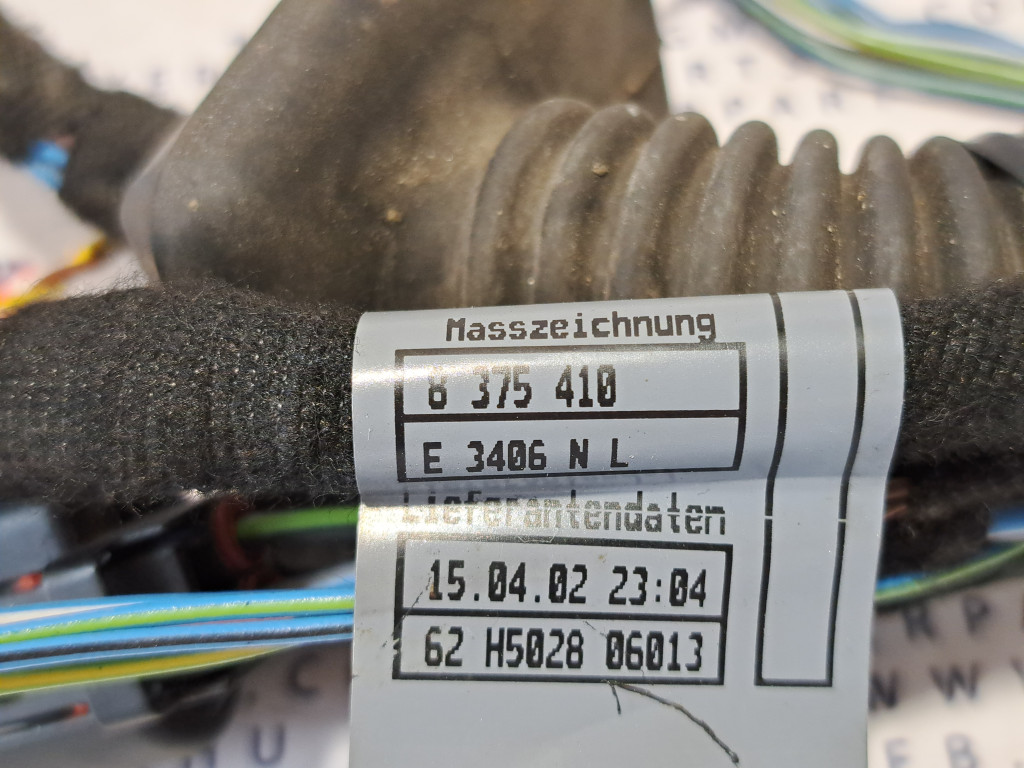 Masszeichnung
8 375 410
E 3406 N L
Lieferantendaten
15.04.02 23:04
62 H5028 06013